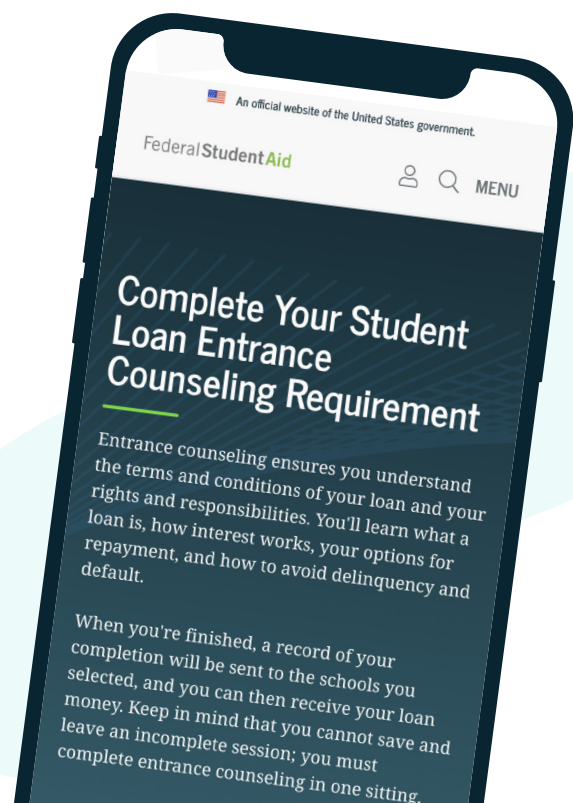 An official website of the United States government.
FederalStudentAid
MENU
Complete Your Student
Loan Entrance
Counseling Requirement
Entrance counseling ensures you understand
the terms and conditions of your loan and your
rights and responsibilities. You'll learn what a
loan is, how interest works, your options for
repayment, and how to avoid delinquency and
default.
When you're finished, a record of your
completion will be sent to the schools you
selected, and you can then receive your loan
money. Keep in mind that you cannot save and
leave an incomplete session; you must
complete entrance counseling in one sitting.